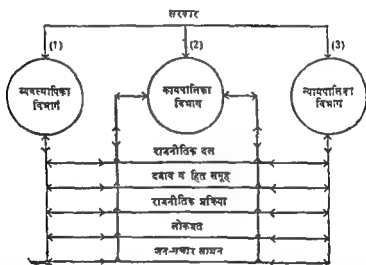 सरकार
(1) (2) (3)
व्यवस्थापिका विभाग
कार्यपालिका विभाग
न्यायपालिका विभाग
राजनीतिक दल
दबाव व हित समूह
राजनीतिक प्रक्रिया
लोकमत
जन-संचार साधन